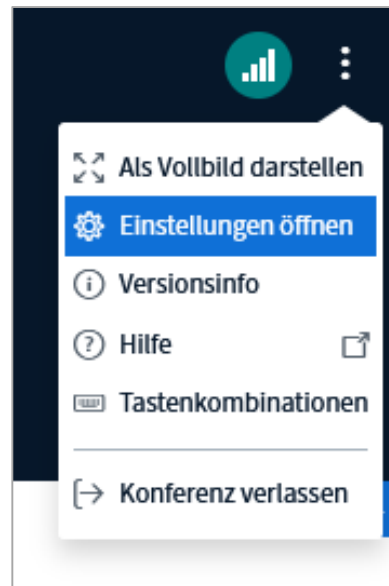 Als Vollbild darstellen
Einstellungen öffnen
Versionsinfo
Hilfe
Tastenkombinationen
Konferenz verlassen